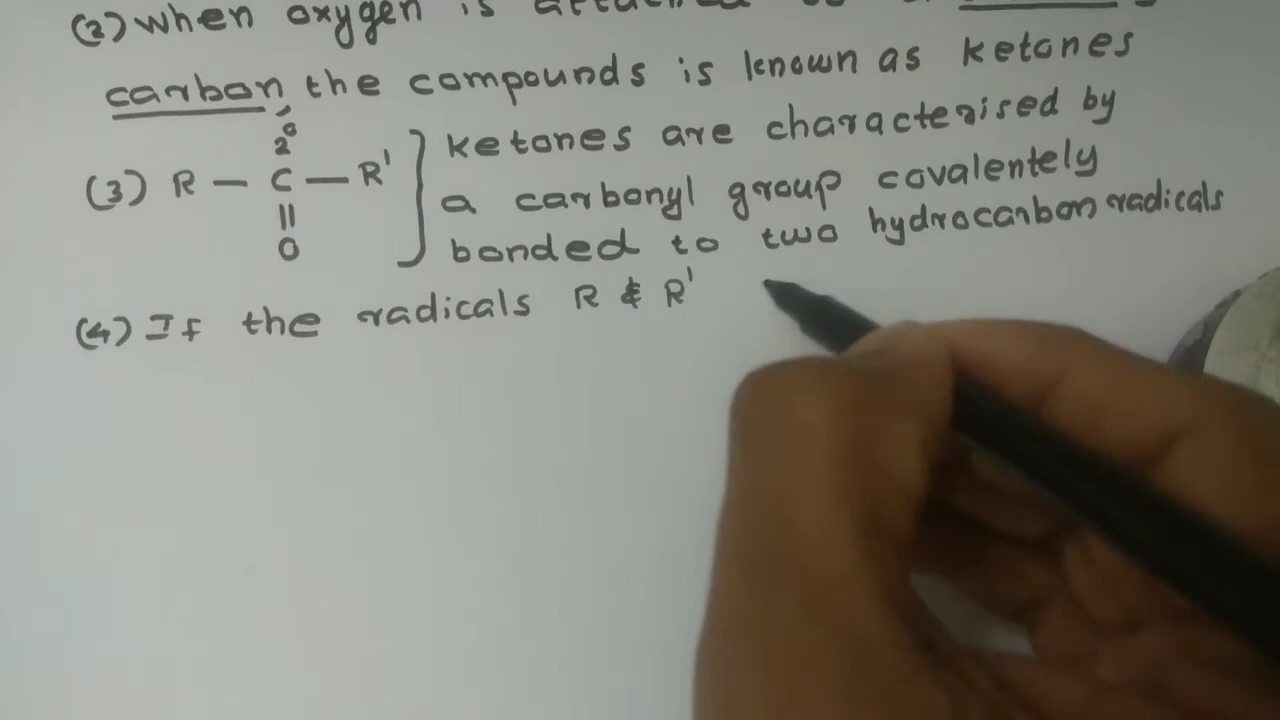 (2) When oxygen is attached
carbon, the compounds is known as ketones
2°
(3) R — C — R' ] ketones are characterised by
||
O
a carbonyl group covalentely
bonded to two hydrocarbon radicals
(4) If the radicals R & R'